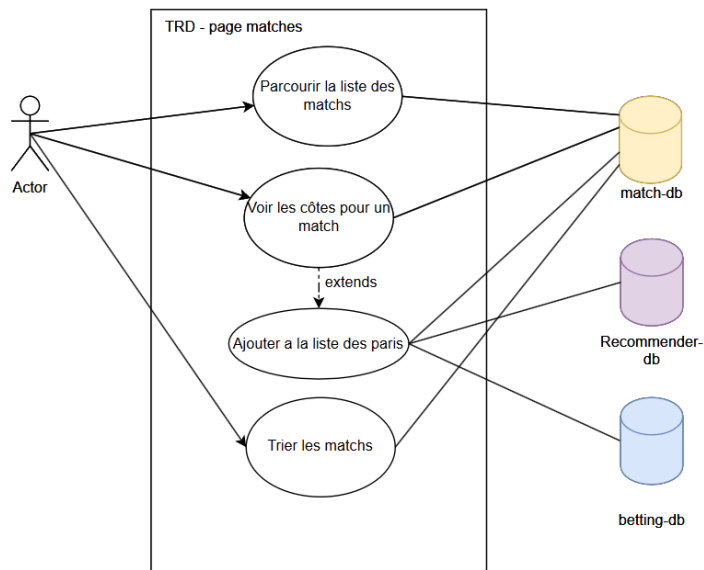 TRD - page matches
Parcourir la liste des
matchs
Actor
match-db
Voir les côtes pour un
match
extends
Ajouter a la liste des paris
Recommender-
db
Trier les matchs
betting-db